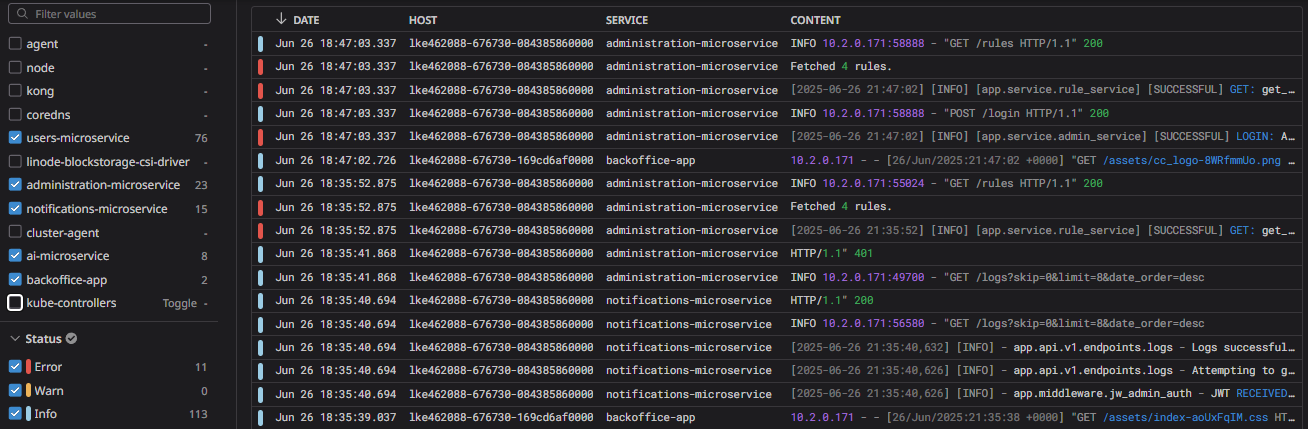 Filter values
agent -
node -
kong -
coredns -
users-microservice 76
linode-blockstorage-csi-driver -
administration-microservice 23
notifications-microservice 15
cluster-agent -
ai-microservice 8
backoffice-app 2
kube-controllers Toggle -
Status
Error 11
Warn 0
Info 113
DATE HOST SERVICE CONTENT
Jun 26 18:47:03.337 lke462088-676730-084385860000 administration-microservice INFO 10.2.0.171:58888 - "GET /rules HTTP/1.1" 200
Jun 26 18:47:03.337 lke462088-676730-084385860000 administration-microservice Fetched 4 rules.
Jun 26 18:47:03.337 lke462088-676730-084385860000 administration-microservice [2025-06-26 21:47:02] [INFO] [app.service.rule_service] [SUCCESSFUL] GET: get_…
Jun 26 18:47:03.337 lke462088-676730-084385860000 administration-microservice INFO 10.2.0.171:58888 - "POST /login HTTP/1.1" 200
Jun 26 18:47:03.337 lke462088-676730-084385860000 administration-microservice [2025-06-26 21:47:02] [INFO] [app.service.admin_service] [SUCCESSFUL] LOGIN: A…
Jun 26 18:47:02.726 lke462088-676730-169cd6af0000 backoffice-app 10.2.0.171 - - [26/Jun/2025:21:47:02 +0000] "GET /assets/cc_logo-8WRfmmUo.png …
Jun 26 18:35:52.875 lke462088-676730-084385860000 administration-microservice INFO 10.2.0.171:55024 - "GET /rules HTTP/1.1" 200
Jun 26 18:35:52.875 lke462088-676730-084385860000 administration-microservice Fetched 4 rules.
Jun 26 18:35:52.875 lke462088-676730-084385860000 administration-microservice [2025-06-26 21:35:52] [INFO] [app.service.rule_service] [SUCCESSFUL] GET: get_…
Jun 26 18:35:41.868 lke462088-676730-084385860000 administration-microservice HTTP/1.1" 401
Jun 26 18:35:41.868 lke462088-676730-084385860000 administration-microservice INFO 10.2.0.171:49700 - "GET /logs?skip=0&limit=8&date_order=desc
Jun 26 18:35:40.694 lke462088-676730-084385860000 notifications-microservice HTTP/1.1" 200
Jun 26 18:35:40.694 lke462088-676730-084385860000 notifications-microservice INFO 10.2.0.171:56580 - "GET /logs?skip=0&limit=8&date_order=desc
Jun 26 18:35:40.694 lke462088-676730-084385860000 notifications-microservice [2025-06-26 21:35:40,632] [INFO] - app.api.v1.endpoints.logs - Logs successful…
Jun 26 18:35:40.694 lke462088-676730-084385860000 notifications-microservice [2025-06-26 21:35:40,626] [INFO] - app.api.v1.endpoints.logs - Attempting to g…
Jun 26 18:35:40.694 lke462088-676730-084385860000 notifications-microservice [2025-06-26 21:35:40,626] [INFO] - app.middleware.jw_admin_auth - JWT RECEIVED…
Jun 26 18:35:39.037 lke462088-676730-169cd6af0000 backoffice-app 10.2.0.171 - - [26/Jun/2025:21:35:38 +0000] "GET /assets/index-aoUxFqIM.css HT…